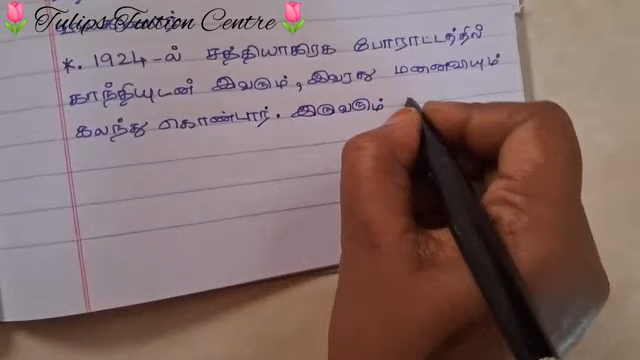 🌷Tulips Tuition Centre🌷
*. 1924-ல் சத்தியாகிரக போராட்டத்தில்
காந்தியுடன் இவரும், இவரது மனைவியும்
கலந்து கொண்டார். இருவரும்